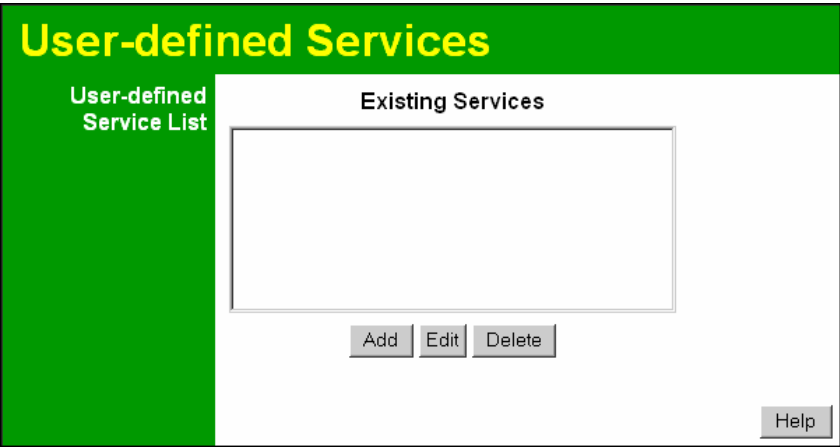 User-defined Services
User-defined
Service List
Existing Services
Add Edit Delete
Help